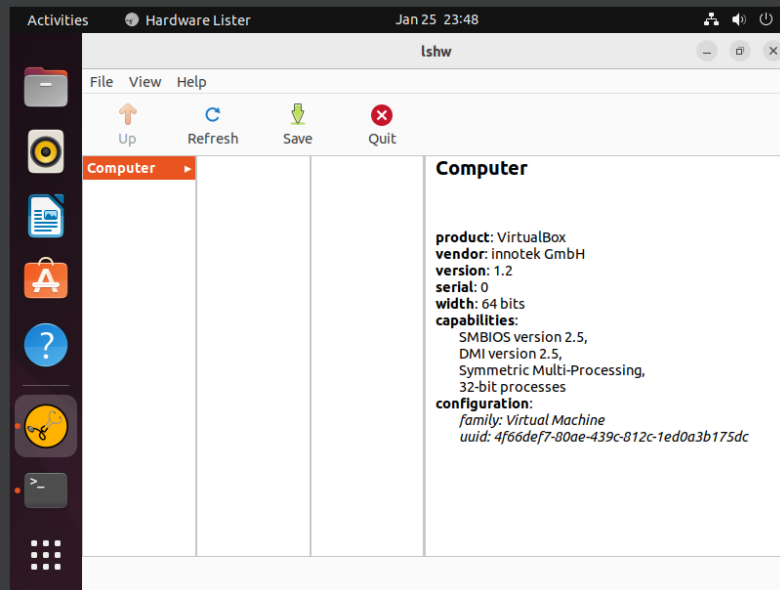 Activities Hardware Lister Jan 25 23:48
lshw
File View Help
Up Refresh Save Quit
Computer
Computer
product: VirtualBox
vendor: innotek GmbH
version: 1.2
serial: 0
width: 64 bits
capabilities:
SMBIOS version 2.5,
DMI version 2.5,
Symmetric Multi-Processing,
32-bit processes
configuration:
family: Virtual Machine
uuid: 4f66def7-80ae-439c-812c-1ed0a3b175dc